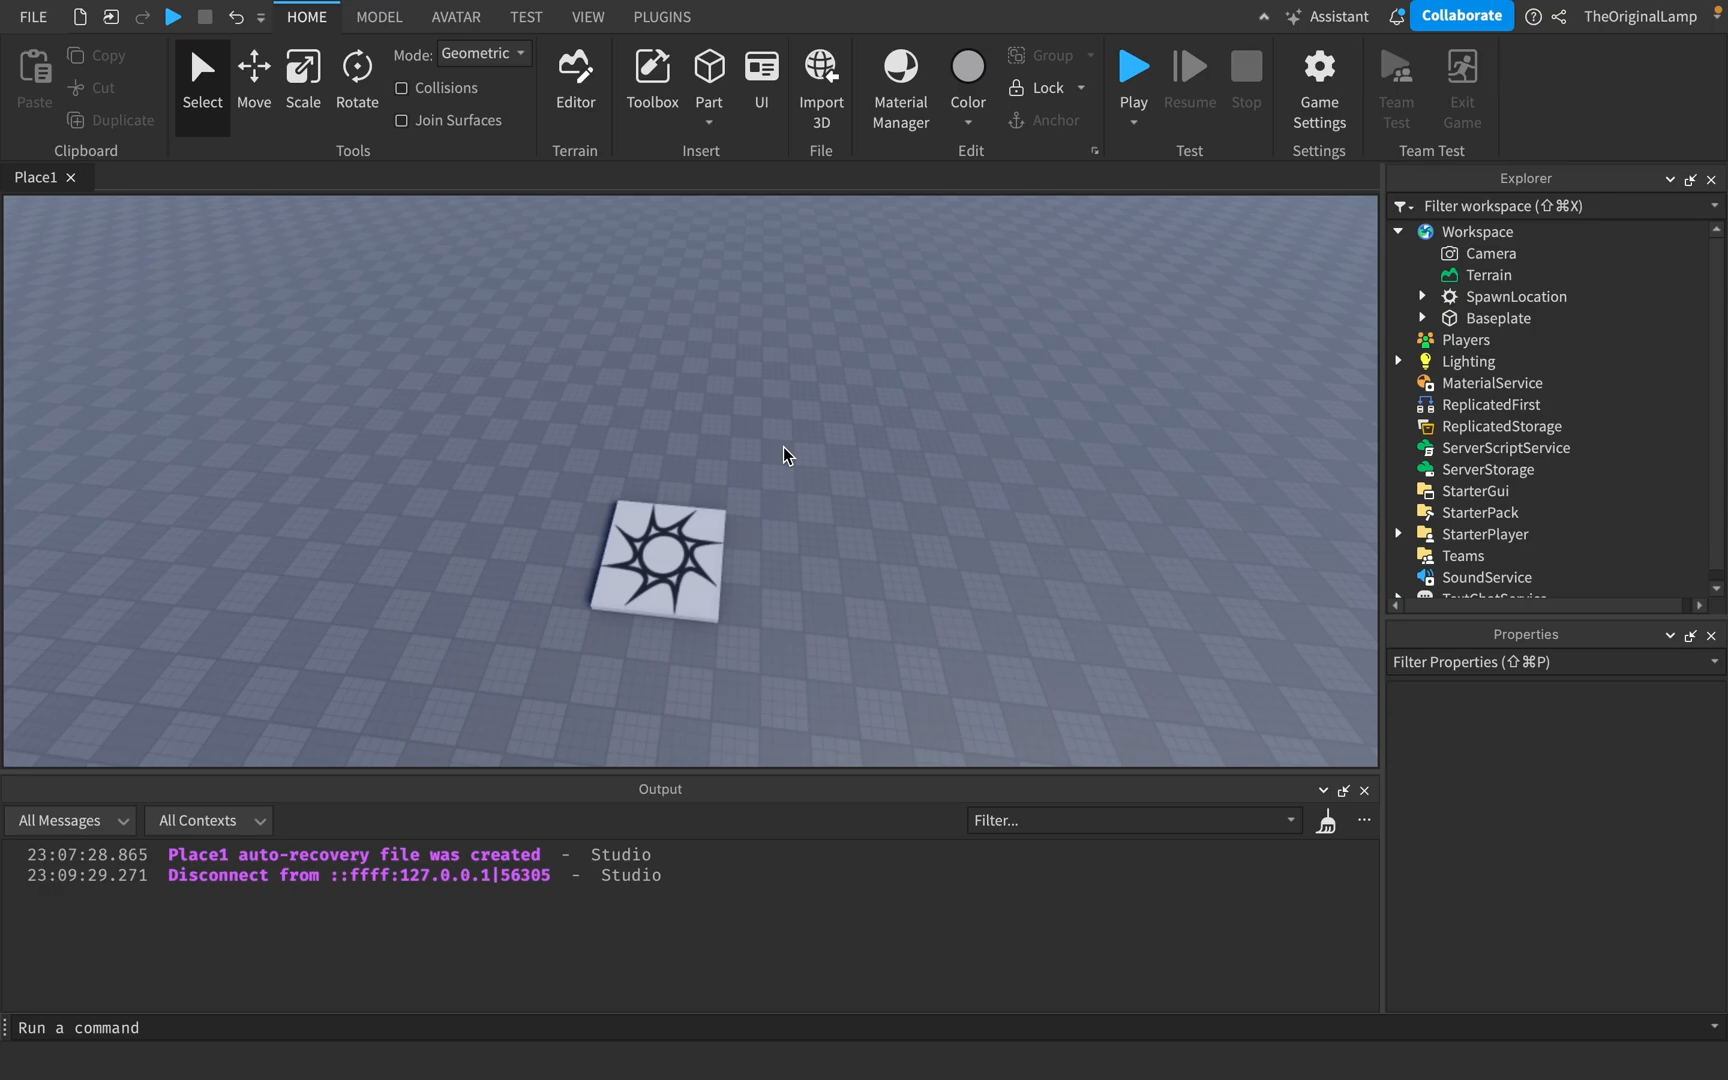 FILE HOME MODEL AVATAR TEST VIEW PLUGINS Assistant Collaborate TheOriginalLamp
Paste
Copy
Cut
Duplicate
Clipboard
Select
Move
Scale
Rotate
Mode: Geometric
Collisions
Join Surfaces
Tools
Editor
Terrain
Toolbox
Part
UI
Insert
Import
3D
File
Material
Manager
Color
Group
Lock
Anchor
Edit
Play
Resume
Stop
Test
Game
Settings
Settings
Team
Test
Exit
Game
Team Test
Place1
Explorer
Filter workspace (⇧⌘X)
Workspace
Camera
Terrain
SpawnLocation
Baseplate
Players
Lighting
MaterialService
ReplicatedFirst
ReplicatedStorage
ServerScriptService
ServerStorage
StarterGui
StarterPack
StarterPlayer
Teams
SoundService
Properties
Filter Properties (⇧⌘P)
Output
All Messages All Contexts Filter...
23:07:28.865 Place1 auto-recovery file was created - Studio
23:09:29.271 Disconnect from ::ffff:127.0.0.1|56305 - Studio
Run a command